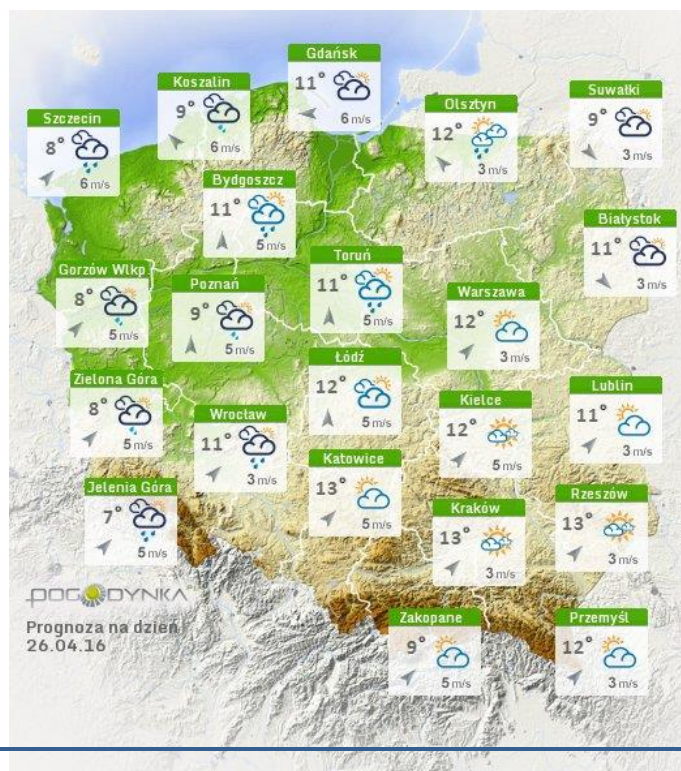 Gdańsk
11°
6 m/s
Koszalin
9°
6 m/s
Suwałki
9°
3 m/s
Olsztyn
12°
3 m/s
Szczecin
8°
6 m/s
Bydgoszcz
11°
5 m/s
Białystok
11°
3 m/s
Toruń
11°
5 m/s
Gorzów Wlkp
8°
5 m/s
Poznań
9°
5 m/s
Warszawa
12°
3 m/s
Łódź
12°
5 m/s
Zielona Góra
8°
5 m/s
Lublin
11°
3 m/s
Kielce
12°
5 m/s
Wrocław
11°
3 m/s
Katowice
13°
5 m/s
Jelenia Góra
7°
5 m/s
Rzeszów
13°
3 m/s
Kraków
13°
3 m/s
POGODYNKA
Prognoza na dzień
26.04.16
Zakopane
9°
5 m/s
Przemyśl
12°
3 m/s